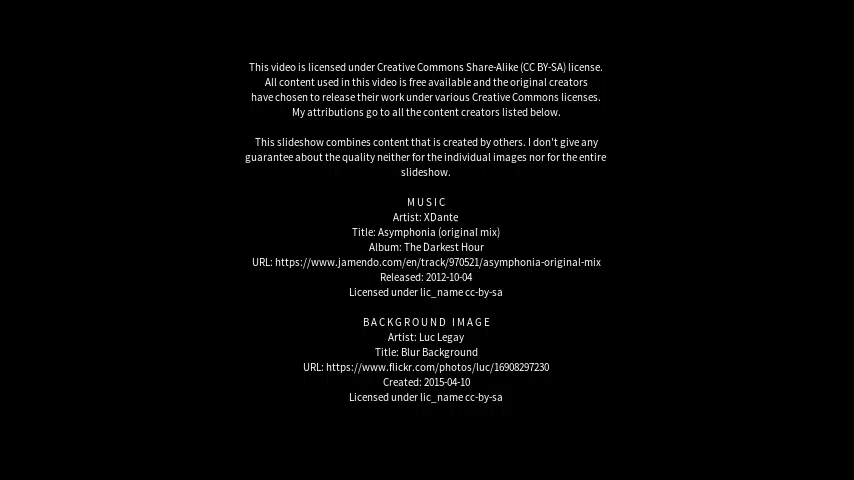 This video is licensed under Creative Commons Share-Alike (CC BY-SA) license.
All content used in this video is free available and the original creators
have chosen to release their work under various Creative Commons licenses.
My attributions go to all the content creators listed below.
This slideshow combines content that is created by others. I don't give any
guarantee about the quality neither for the individual images nor for the entire
slideshow.
MUSIC
Artist: XDante
Title: Asymphonia (original mix)
Album: The Darkest Hour
URL: https://www.jamendo.com/en/track/970521/asymphonia-original-mix
Released: 2012-10-04
Licensed under lic_name cc-by-sa
BACKGROUND IMAGE
Artist: Luc Legay
Title: Blur Background
URL: https://www.flickr.com/photos/luc/16908297230
Created: 2015-04-10
Licensed under lic_name cc-by-sa